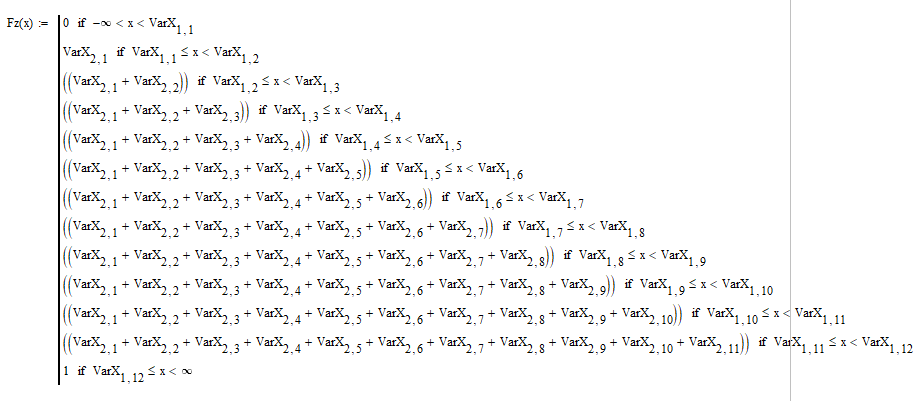 Fz(x) := 0 if −∞ < x < VarX1,1
VarX2,1 if VarX1,1 ≤ x < VarX1,2
((VarX2,1 + VarX2,2)) if VarX1,2 ≤ x < VarX1,3
((VarX2,1 + VarX2,2 + VarX2,3)) if VarX1,3 ≤ x < VarX1,4
((VarX2,1 + VarX2,2 + VarX2,3 + VarX2,4)) if VarX1,4 ≤ x < VarX1,5
((VarX2,1 + VarX2,2 + VarX2,3 + VarX2,4 + VarX2,5)) if VarX1,5 ≤ x < VarX1,6
((VarX2,1 + VarX2,2 + VarX2,3 + VarX2,4 + VarX2,5 + VarX2,6)) if VarX1,6 ≤ x < VarX1,7
((VarX2,1 + VarX2,2 + VarX2,3 + VarX2,4 + VarX2,5 + VarX2,6 + VarX2,7)) if VarX1,7 ≤ x < VarX1,8
((VarX2,1 + VarX2,2 + VarX2,3 + VarX2,4 + VarX2,5 + VarX2,6 + VarX2,7 + VarX2,8)) if VarX1,8 ≤ x < VarX1,9
((VarX2,1 + VarX2,2 + VarX2,3 + VarX2,4 + VarX2,5 + VarX2,6 + VarX2,7 + VarX2,8 + VarX2,9)) if VarX1,9 ≤ x < VarX1,10
((VarX2,1 + VarX2,2 + VarX2,3 + VarX2,4 + VarX2,5 + VarX2,6 + VarX2,7 + VarX2,8 + VarX2,9 + VarX2,10)) if VarX1,10 ≤ x < VarX1,11
((VarX2,1 + VarX2,2 + VarX2,3 + VarX2,4 + VarX2,5 + VarX2,6 + VarX2,7 + VarX2,8 + VarX2,9 + VarX2,10 + VarX2,11)) if VarX1,11 ≤ x < VarX1,12
1 if VarX1,12 ≤ x < ∞